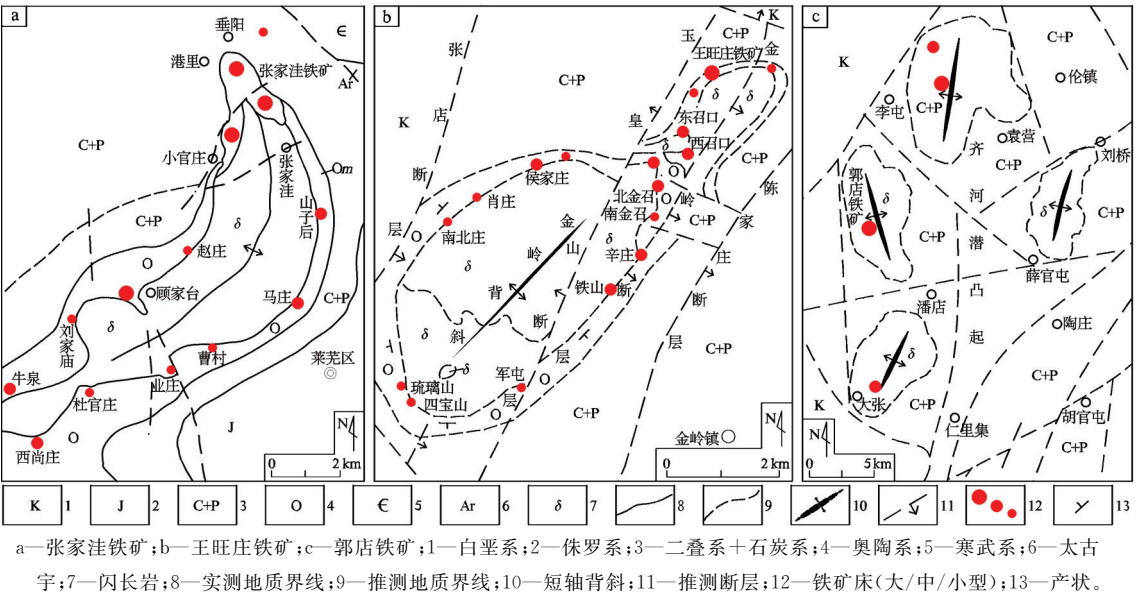 a
垂阳
Є
港里
张家洼铁矿
Ar
C+P
小官庄
张家洼
Om
山子后
C+P
δ
赵庄
O
顾家台
马庄
C+P
刘家庙
δ
O
曹村
莱芜区
牛泉
业庄
杜官庄
J
N
O
西尚庄
0 2 km
b
K
C+P
张店断层
玉皇岭断层
王旺庄铁矿
金陈家庄断层
C+P
δ
δ
K
东召口
δ
西召口
C+P
侯家庄
O
北金召
肖庄
南金召
C+P
O
南北庄
金岭背斜
金山断层
δ
辛庄
δ
铁山
δ
C+P
O
δ
军屯
琉璃山
四宝山
O
C+P
N
金岭镇
0 2 km
c
C+P
K
伦镇
李屯
C+P
袁营
刘桥
C+P
郭店铁矿
δ
齐河潜凸起
δ
C+P
C+P
薛官屯
潘店
陶庄
δ
K
大张
C+P
胡官屯
仁里集
C+P
N
0 5 km
K 1 J 2 C+P 3 O 4 Є 5 Ar 6 δ 7 8 9 10 11 12 13
a—张家洼铁矿;b—王旺庄铁矿;c—郭店铁矿;1—白垩系;2—侏罗系;3—二叠系+石炭系;4—奥陶系;5—寒武系;6—太古
宇;7—闪长岩;8—实测地质界线;9—推测地质界线;10—短轴背斜;11—推测断层;12—铁矿床(大/中/小型);13—产状。